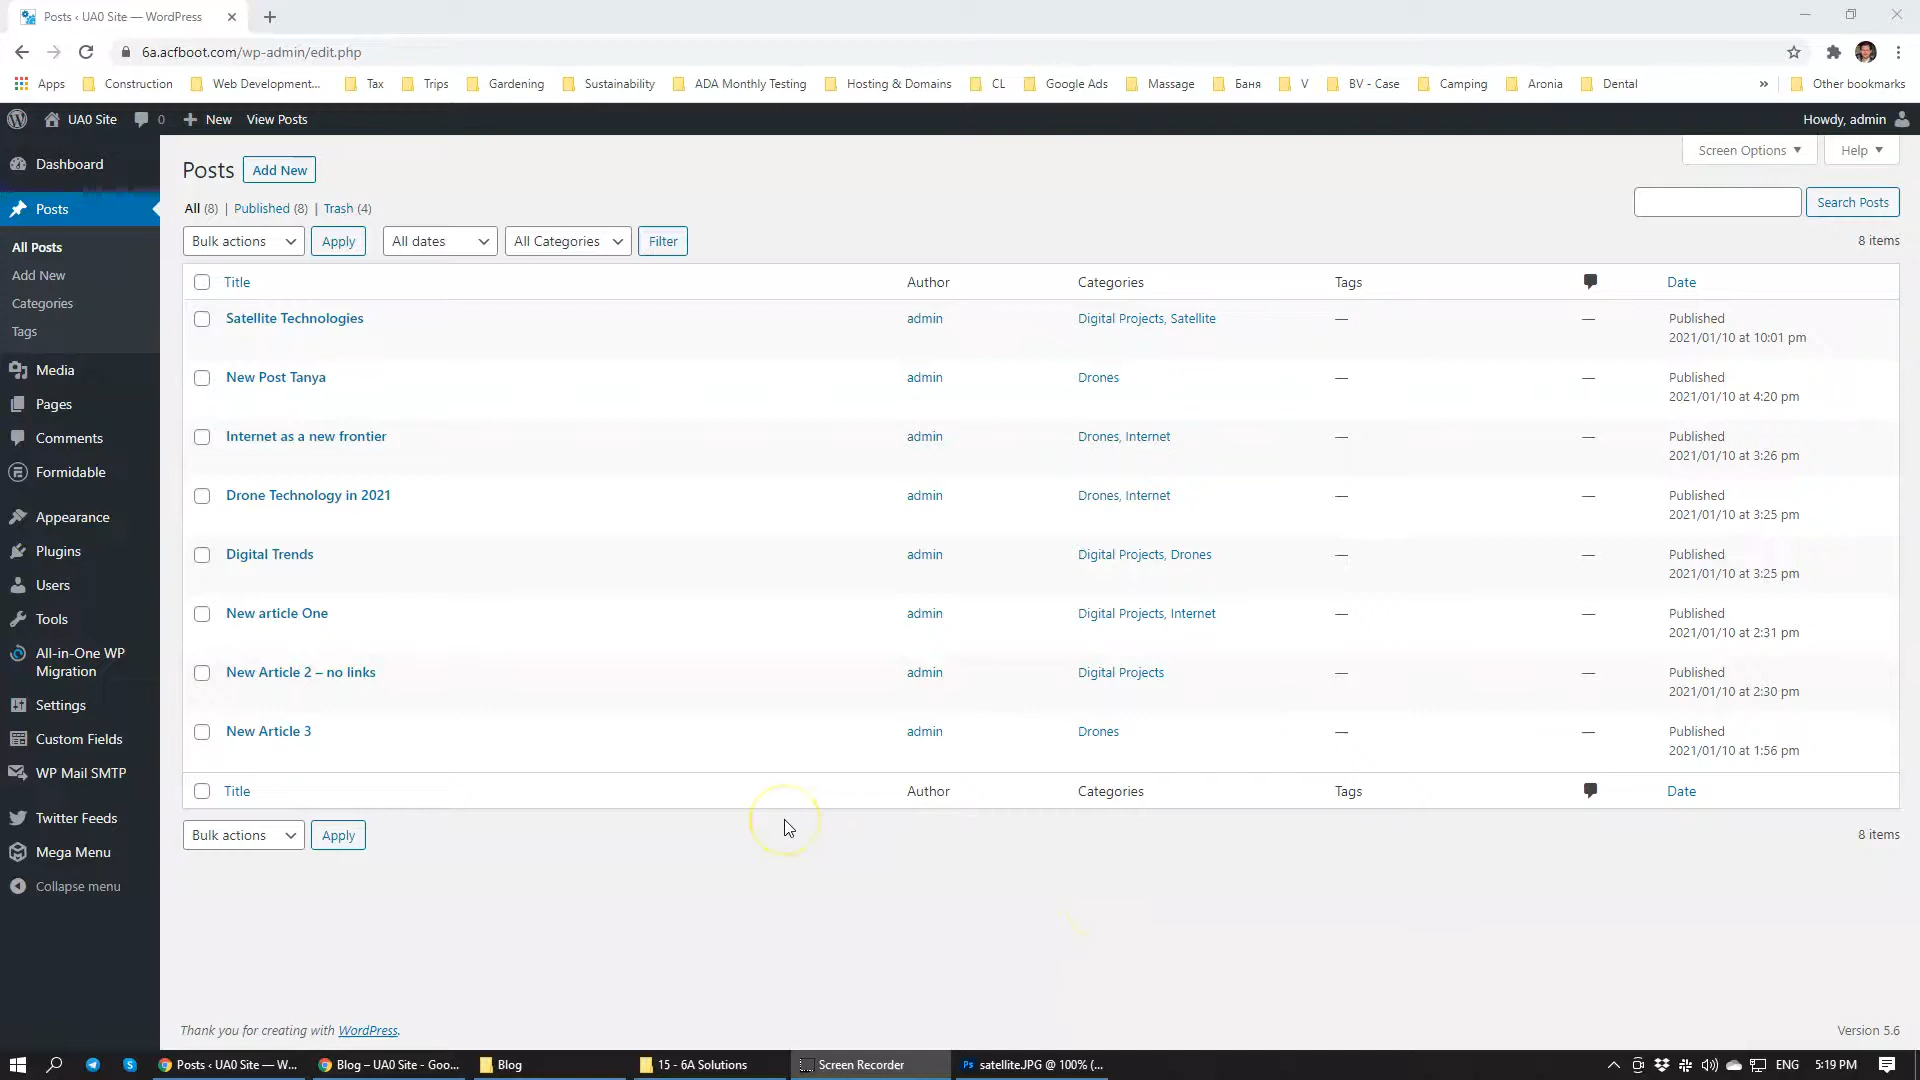 Posts ‹ UA0 Site — WordPress
6a.acfboot.com/wp-admin/edit.php
Apps Construction Web Development... Tax Trips Gardening Sustainability ADA Monthly Testing Hosting & Domains CL Google Ads Massage Баня V BV - Case Camping Aronia Dental » Other bookmarks
UA0 Site 0 New View Posts Howdy, admin
Dashboard
Posts
All Posts
Add New
Categories
Tags
Media
Pages
Comments
Formidable
Appearance
Plugins
Users
Tools
All-in-One WP
Migration
Settings
Custom Fields
WP Mail SMTP
Twitter Feeds
Mega Menu
Collapse menu
Screen Options Help
Posts Add New
All (8) | Published (8) | Trash (4)
Search Posts
Bulk actions Apply All dates All Categories Filter 8 items
Title Author Categories Tags Date
Satellite Technologies admin Digital Projects, Satellite — — Published
2021/01/10 at 10:01 pm
New Post Tanya admin Drones — — Published
2021/01/10 at 4:20 pm
Internet as a new frontier admin Drones, Internet — — Published
2021/01/10 at 3:26 pm
Drone Technology in 2021 admin Drones, Internet — — Published
2021/01/10 at 3:25 pm
Digital Trends admin Digital Projects, Drones — — Published
2021/01/10 at 3:25 pm
New article One admin Digital Projects, Internet — — Published
2021/01/10 at 2:31 pm
New Article 2 – no links admin Digital Projects — — Published
2021/01/10 at 2:30 pm
New Article 3 admin Drones — — Published
2021/01/10 at 1:56 pm
Title Author Categories Tags Date
Bulk actions Apply 8 items
Thank you for creating with WordPress. Version 5.6
Posts ‹ UA0 Site — W... Blog – UA0 Site - Goo... Blog 15 - 6A Solutions Screen Recorder Ps satellite.JPG @ 100% (... ENG 5:19 PM